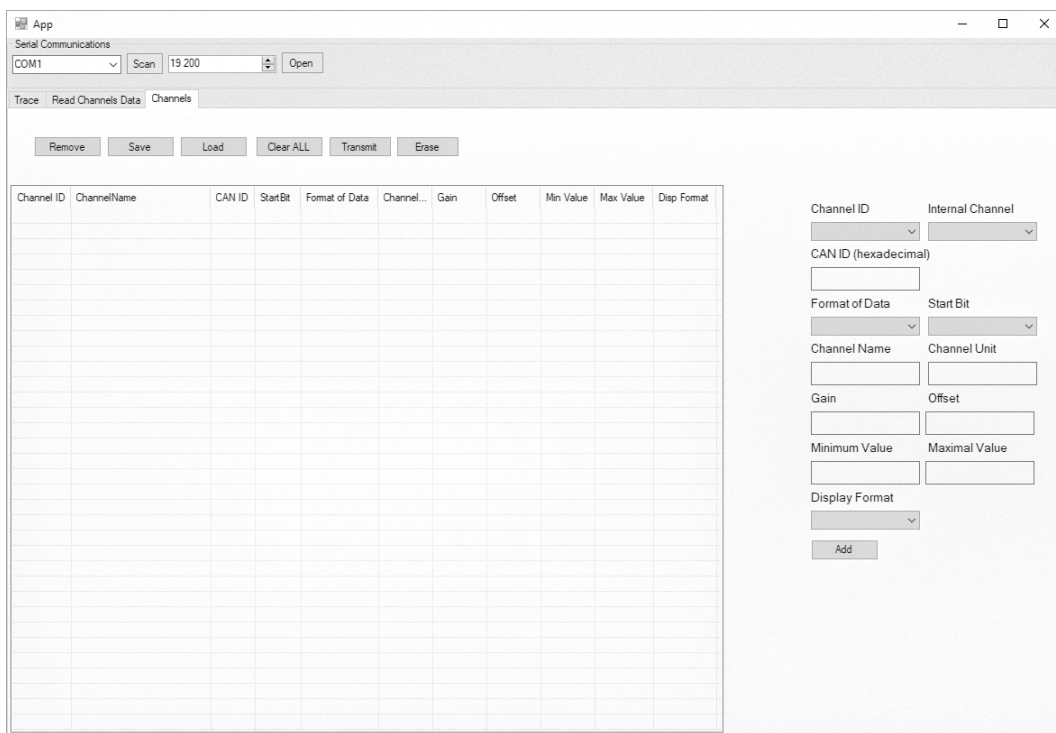 App
Serial Communications
COM1 Scan 19 200 Open
Trace Read Channels Data Channels
Remove Save Load Clear ALL Transmit Erase
Channel ID ChannelName CAN ID StartBit Format of Data Channel... Gain Offset Min Value Max Value Disp Format
Channel ID Internal Channel
CAN ID (hexadecimal)
Format of Data Start Bit
Channel Name Channel Unit
Gain Offset
Minimum Value Maximal Value
Display Format
Add